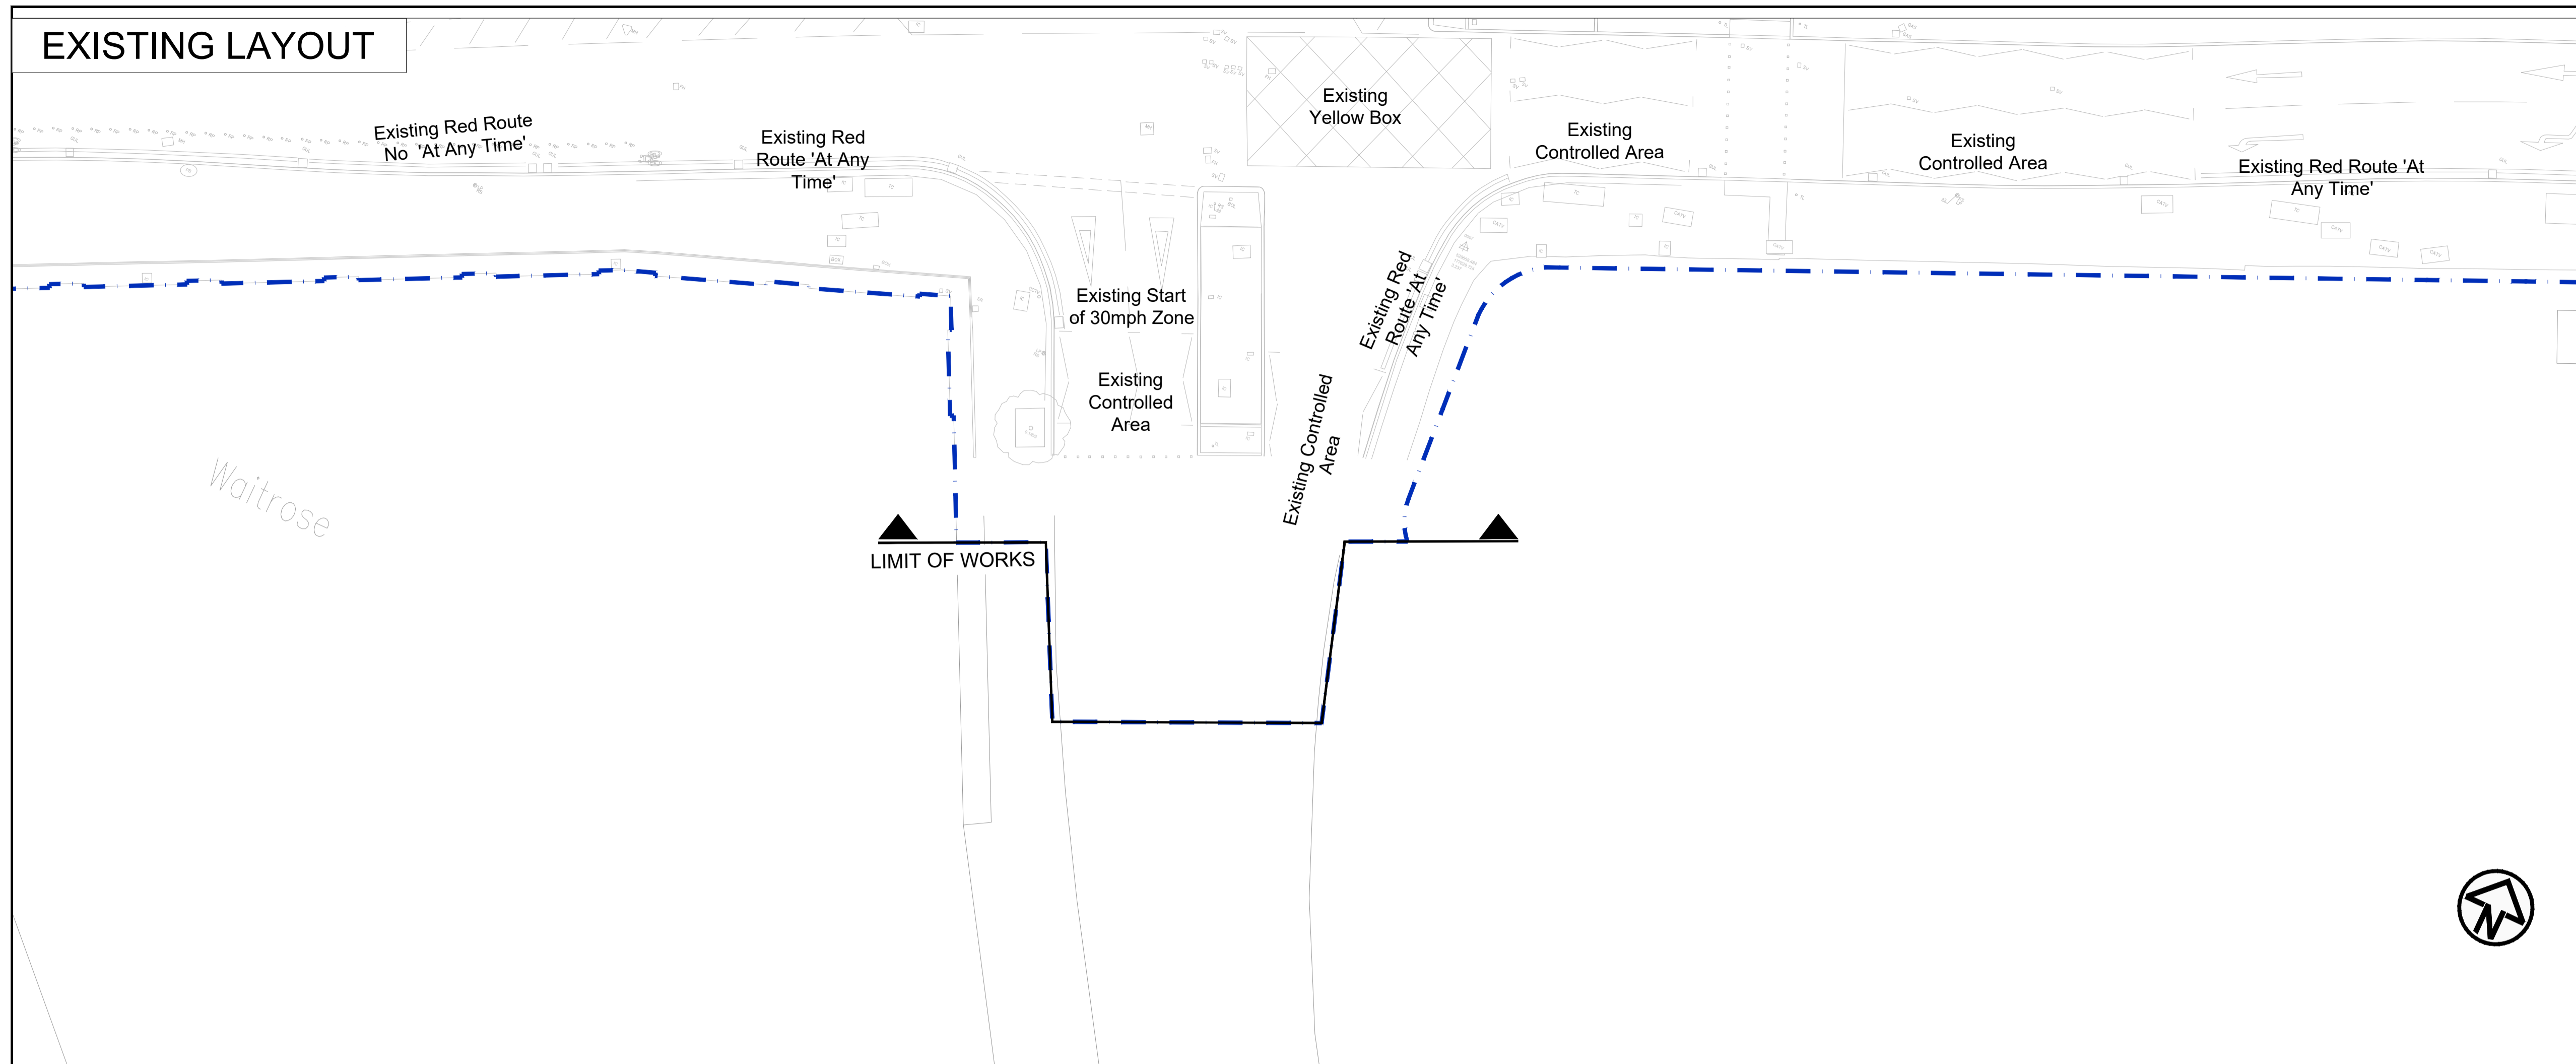 EXISTING LAYOUT
Existing
Yellow Box
Existing Red Route
No 'At Any Time'
Existing Red
Route 'At Any
Time'
Existing
Controlled Area
Existing
Controlled Area
Existing Red Route 'At
Any Time'
Existing Start
of 30mph Zone
Existing Red
Route 'At
Any Time'
Existing
Controlled
Area
Existing Controlled
Area
Waitrose
LIMIT OF WORKS
N